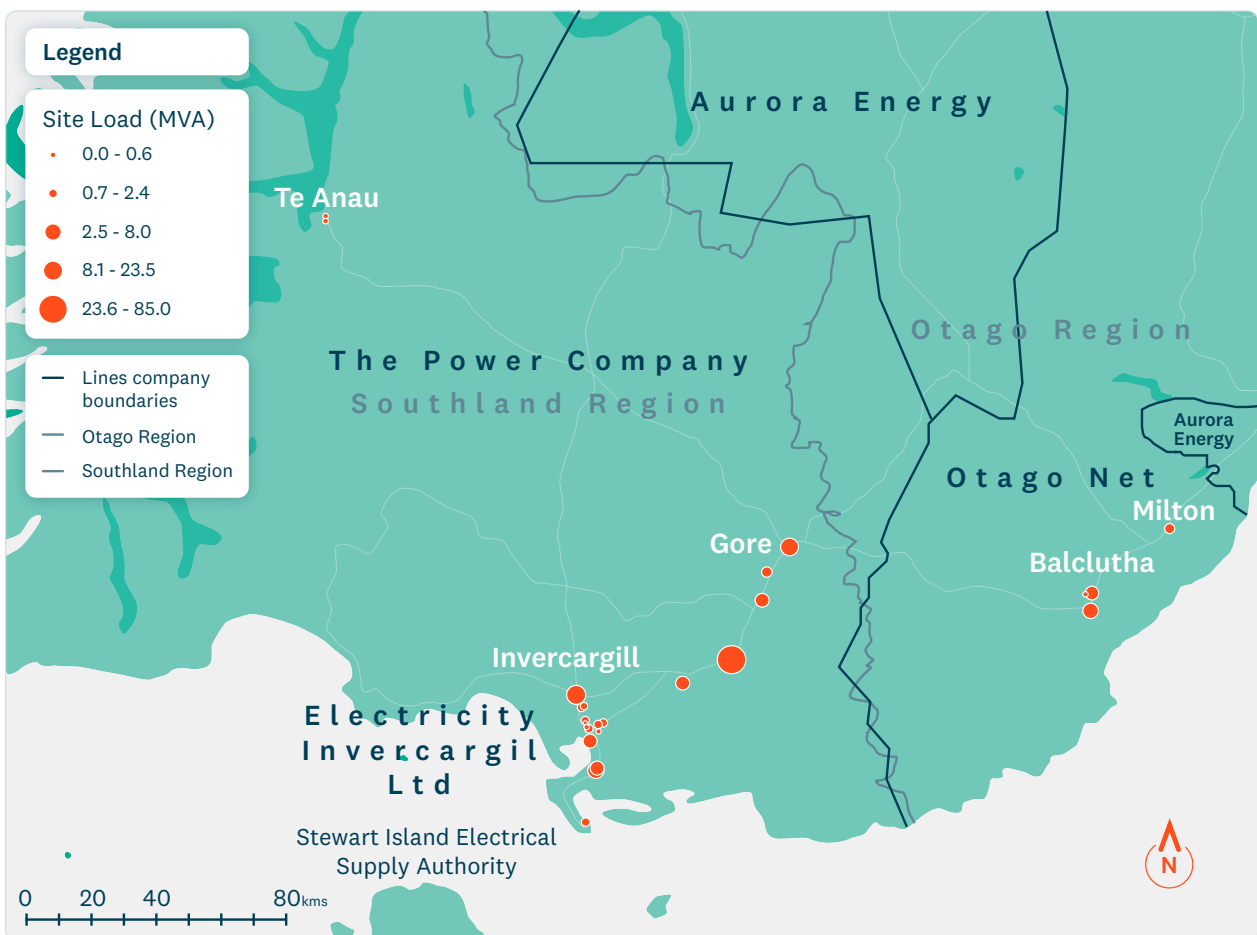 Legend
Site Load (MVA)
0.0 - 0.6
0.7 - 2.4
2.5 - 8.0
8.1 - 23.5
23.6 - 85.0
Lines company
boundaries
Otago Region
Southland Region
Aurora Energy
Te Anau
Otago Region
The Power Company
Southland Region
Aurora
Energy
Otago Net
Milton
Gore
Balclutha
Invercargill
Electricity
Invercargil
Ltd
Stewart Island Electrical
Supply Authority
N
0 20 40 80kms